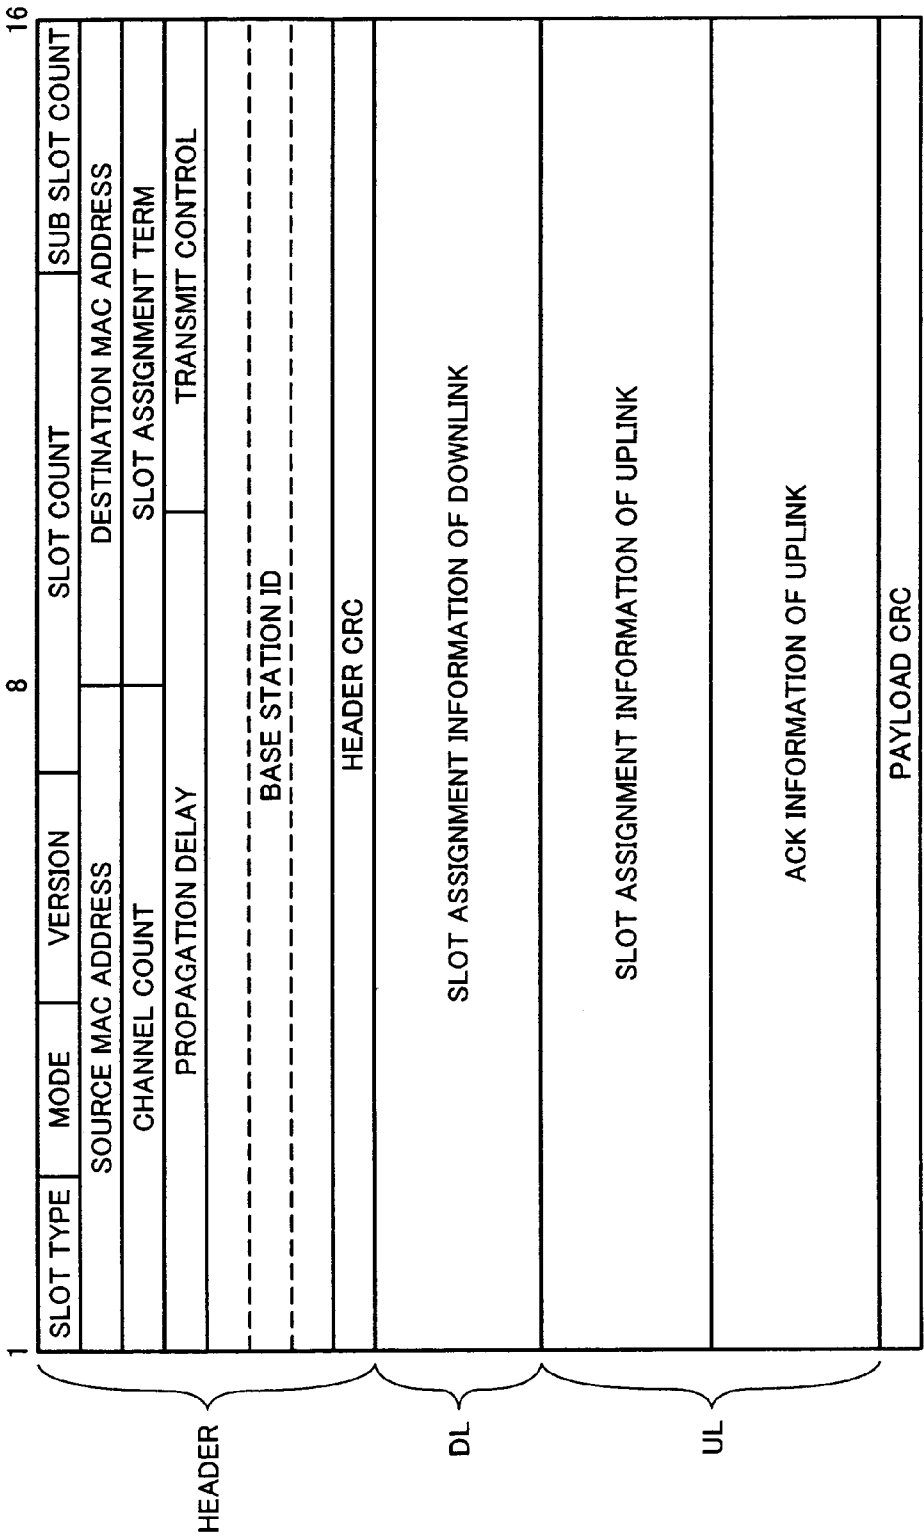 1
8
16
HEADER
SLOT TYPE
MODE
VERSION
SLOT COUNT
SUB SLOT COUNT
SOURCE MAC ADDRESS
DESTINATION MAC ADDRESS
CHANNEL COUNT
SLOT ASSIGNMENT TERM
PROPAGATION DELAY
TRANSMIT CONTROL
BASE STATION ID
HEADER CRC
DL
SLOT ASSIGNMENT INFORMATION OF DOWNLINK
UL
SLOT ASSIGNMENT INFORMATION OF UPLINK
ACK INFORMATION OF UPLINK
PAYLOAD CRC